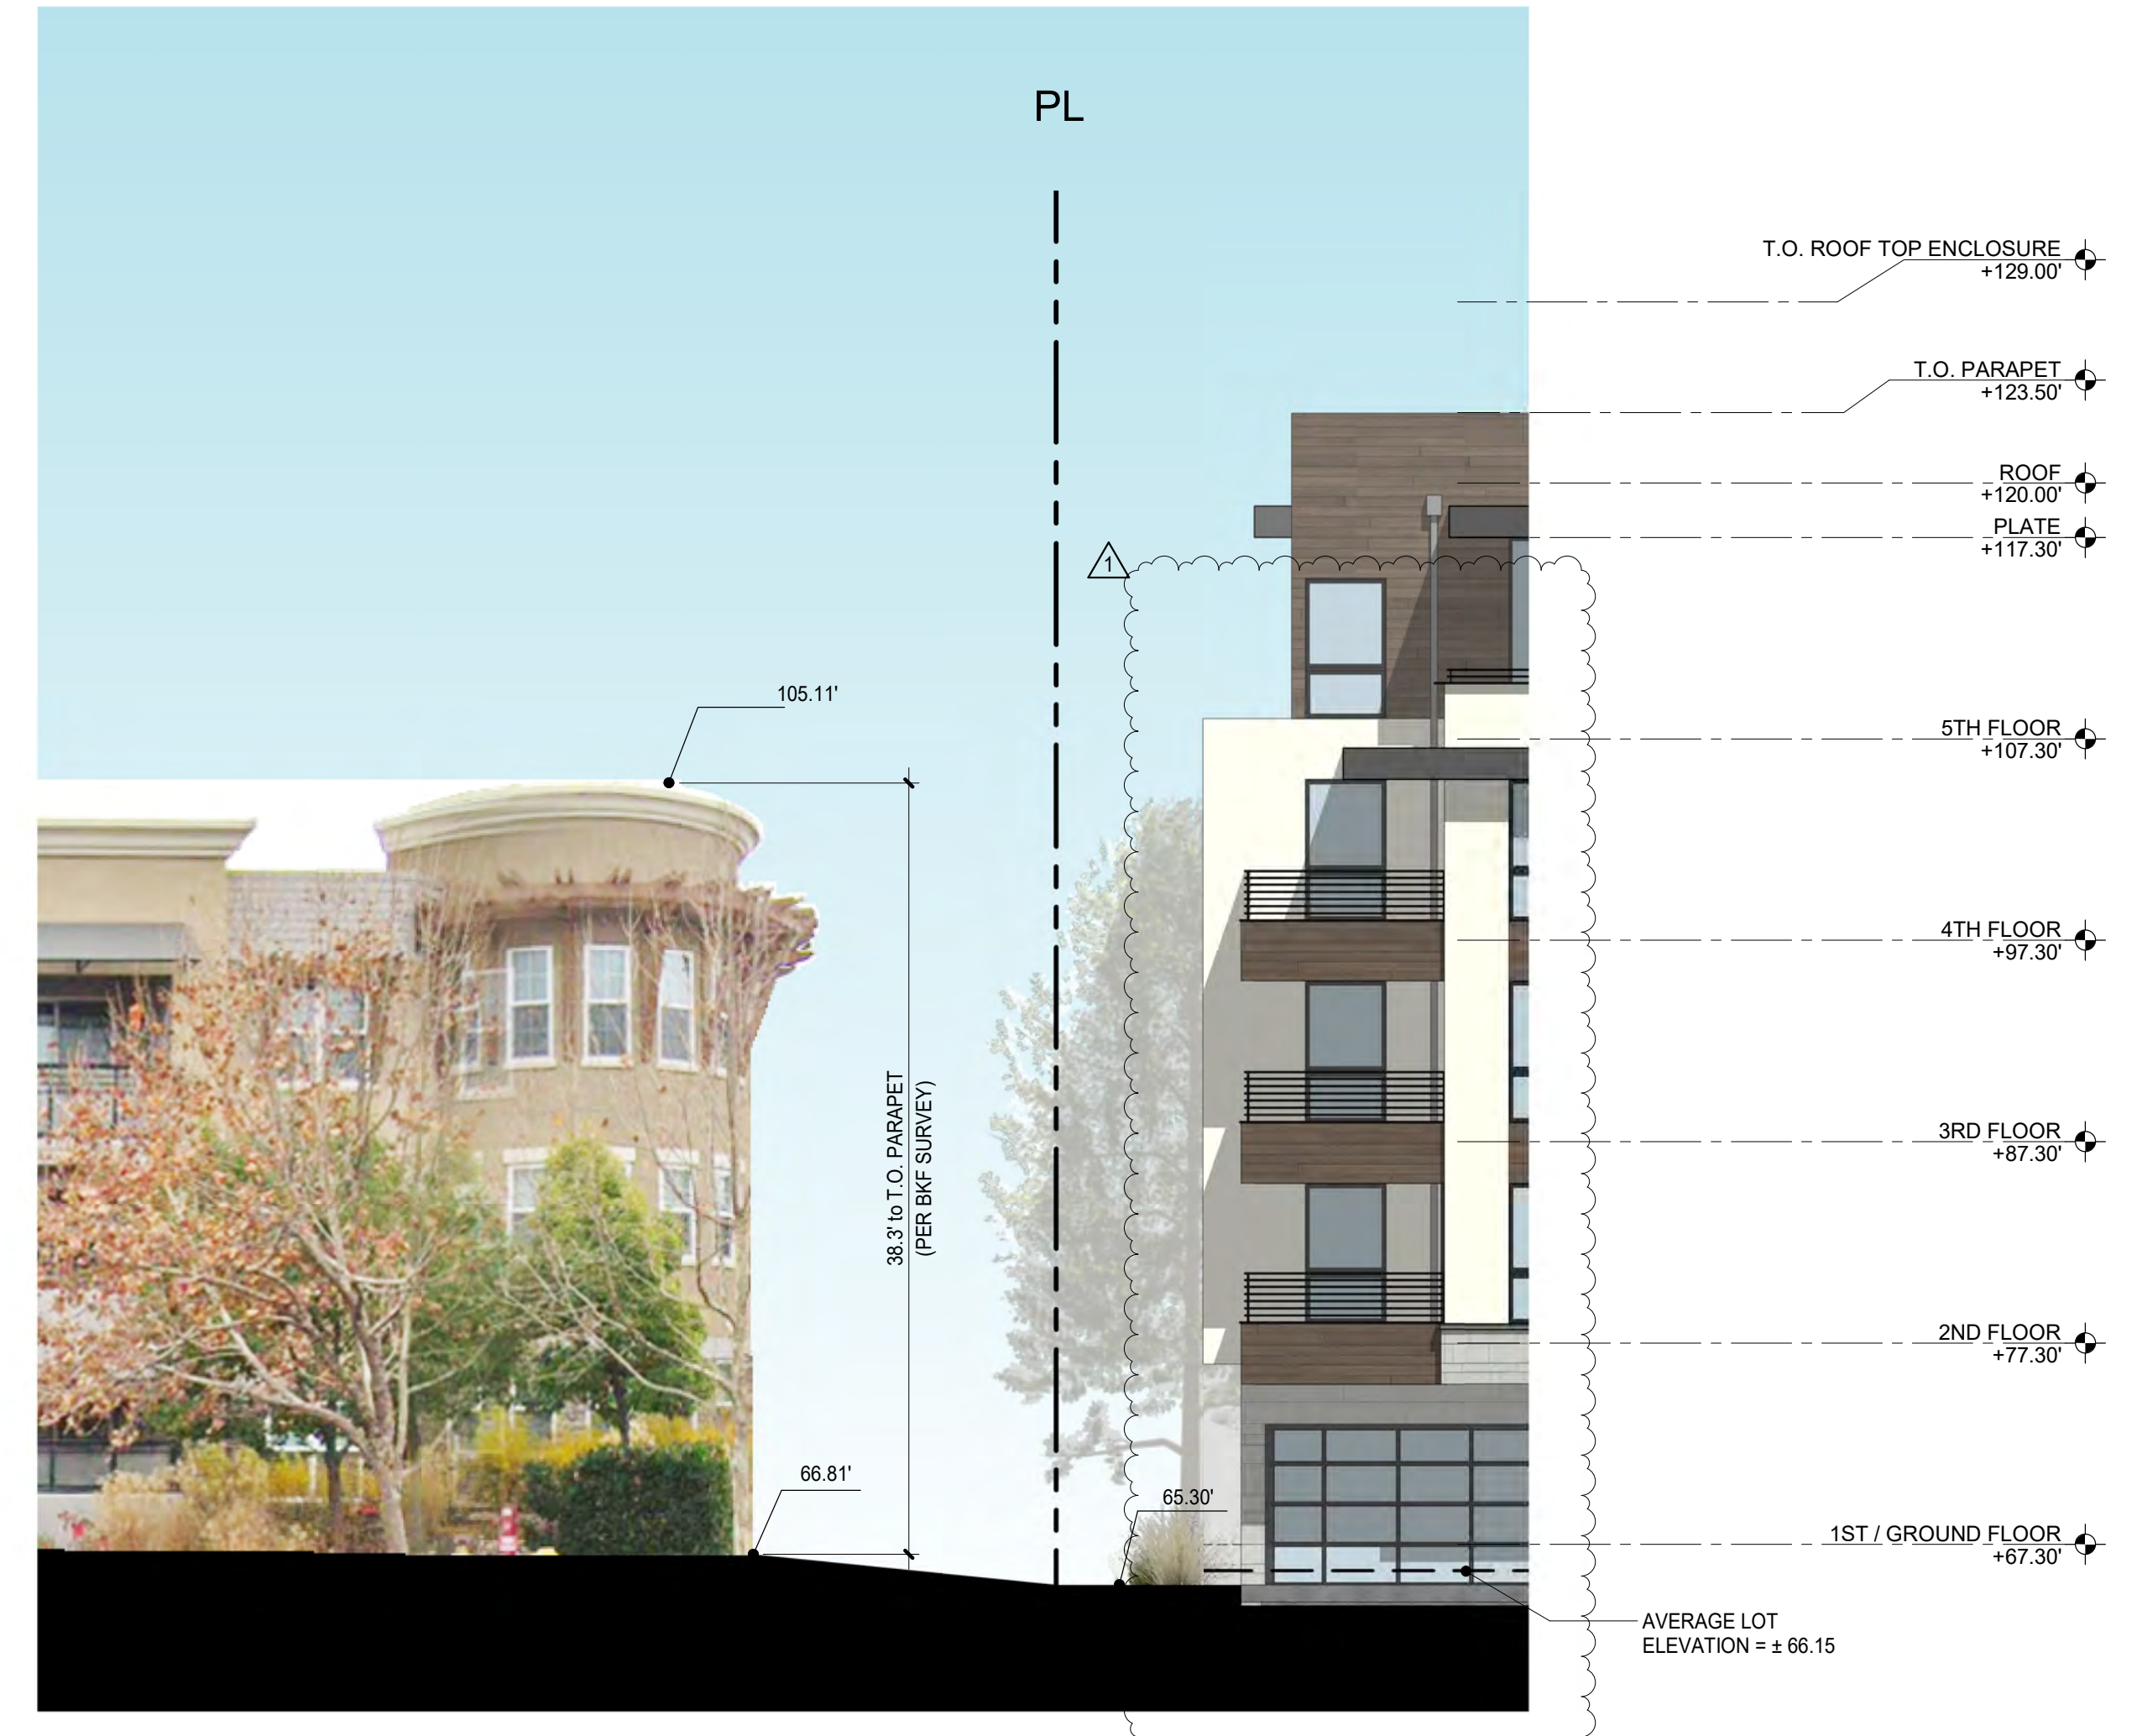 PL
T.O. ROOF TOP ENCLOSURE
+129.00'
T.O. PARAPET
+123.50'
ROOF
+120.00'
PLATE
+117.30'
1
105.11'
5TH FLOOR
+107.30'
4TH FLOOR
+97.30'
38.3' to T.O. PARAPET
(PER BKF SURVEY)
3RD FLOOR
+87.30'
2ND FLOOR
+77.30'
66.81'
65.30'
1ST / GROUND FLOOR
+67.30'
AVERAGE LOT
ELEVATION = ± 66.15